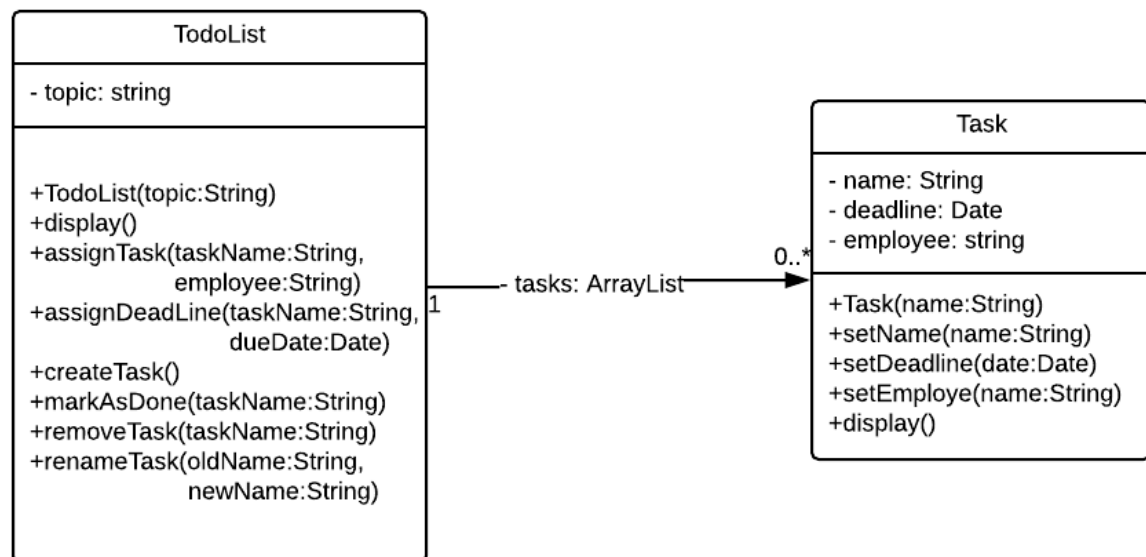 TodoList
- topic: string
+TodoList(topic:String)
+display()
+assignTask(taskName:String,
employee:String)
+assignDeadLine(taskName:String,
dueDate:Date)
+createTask()
+markAsDone(taskName:String)
+removeTask(taskName:String)
+renameTask(oldName:String,
newName:String)
1
- tasks: ArrayList
0..*
Task
- name: String
- deadline: Date
- employee: string
+Task(name:String)
+setName(name:String)
+setDeadline(date:Date)
+setEmploye(name:String)
+display()